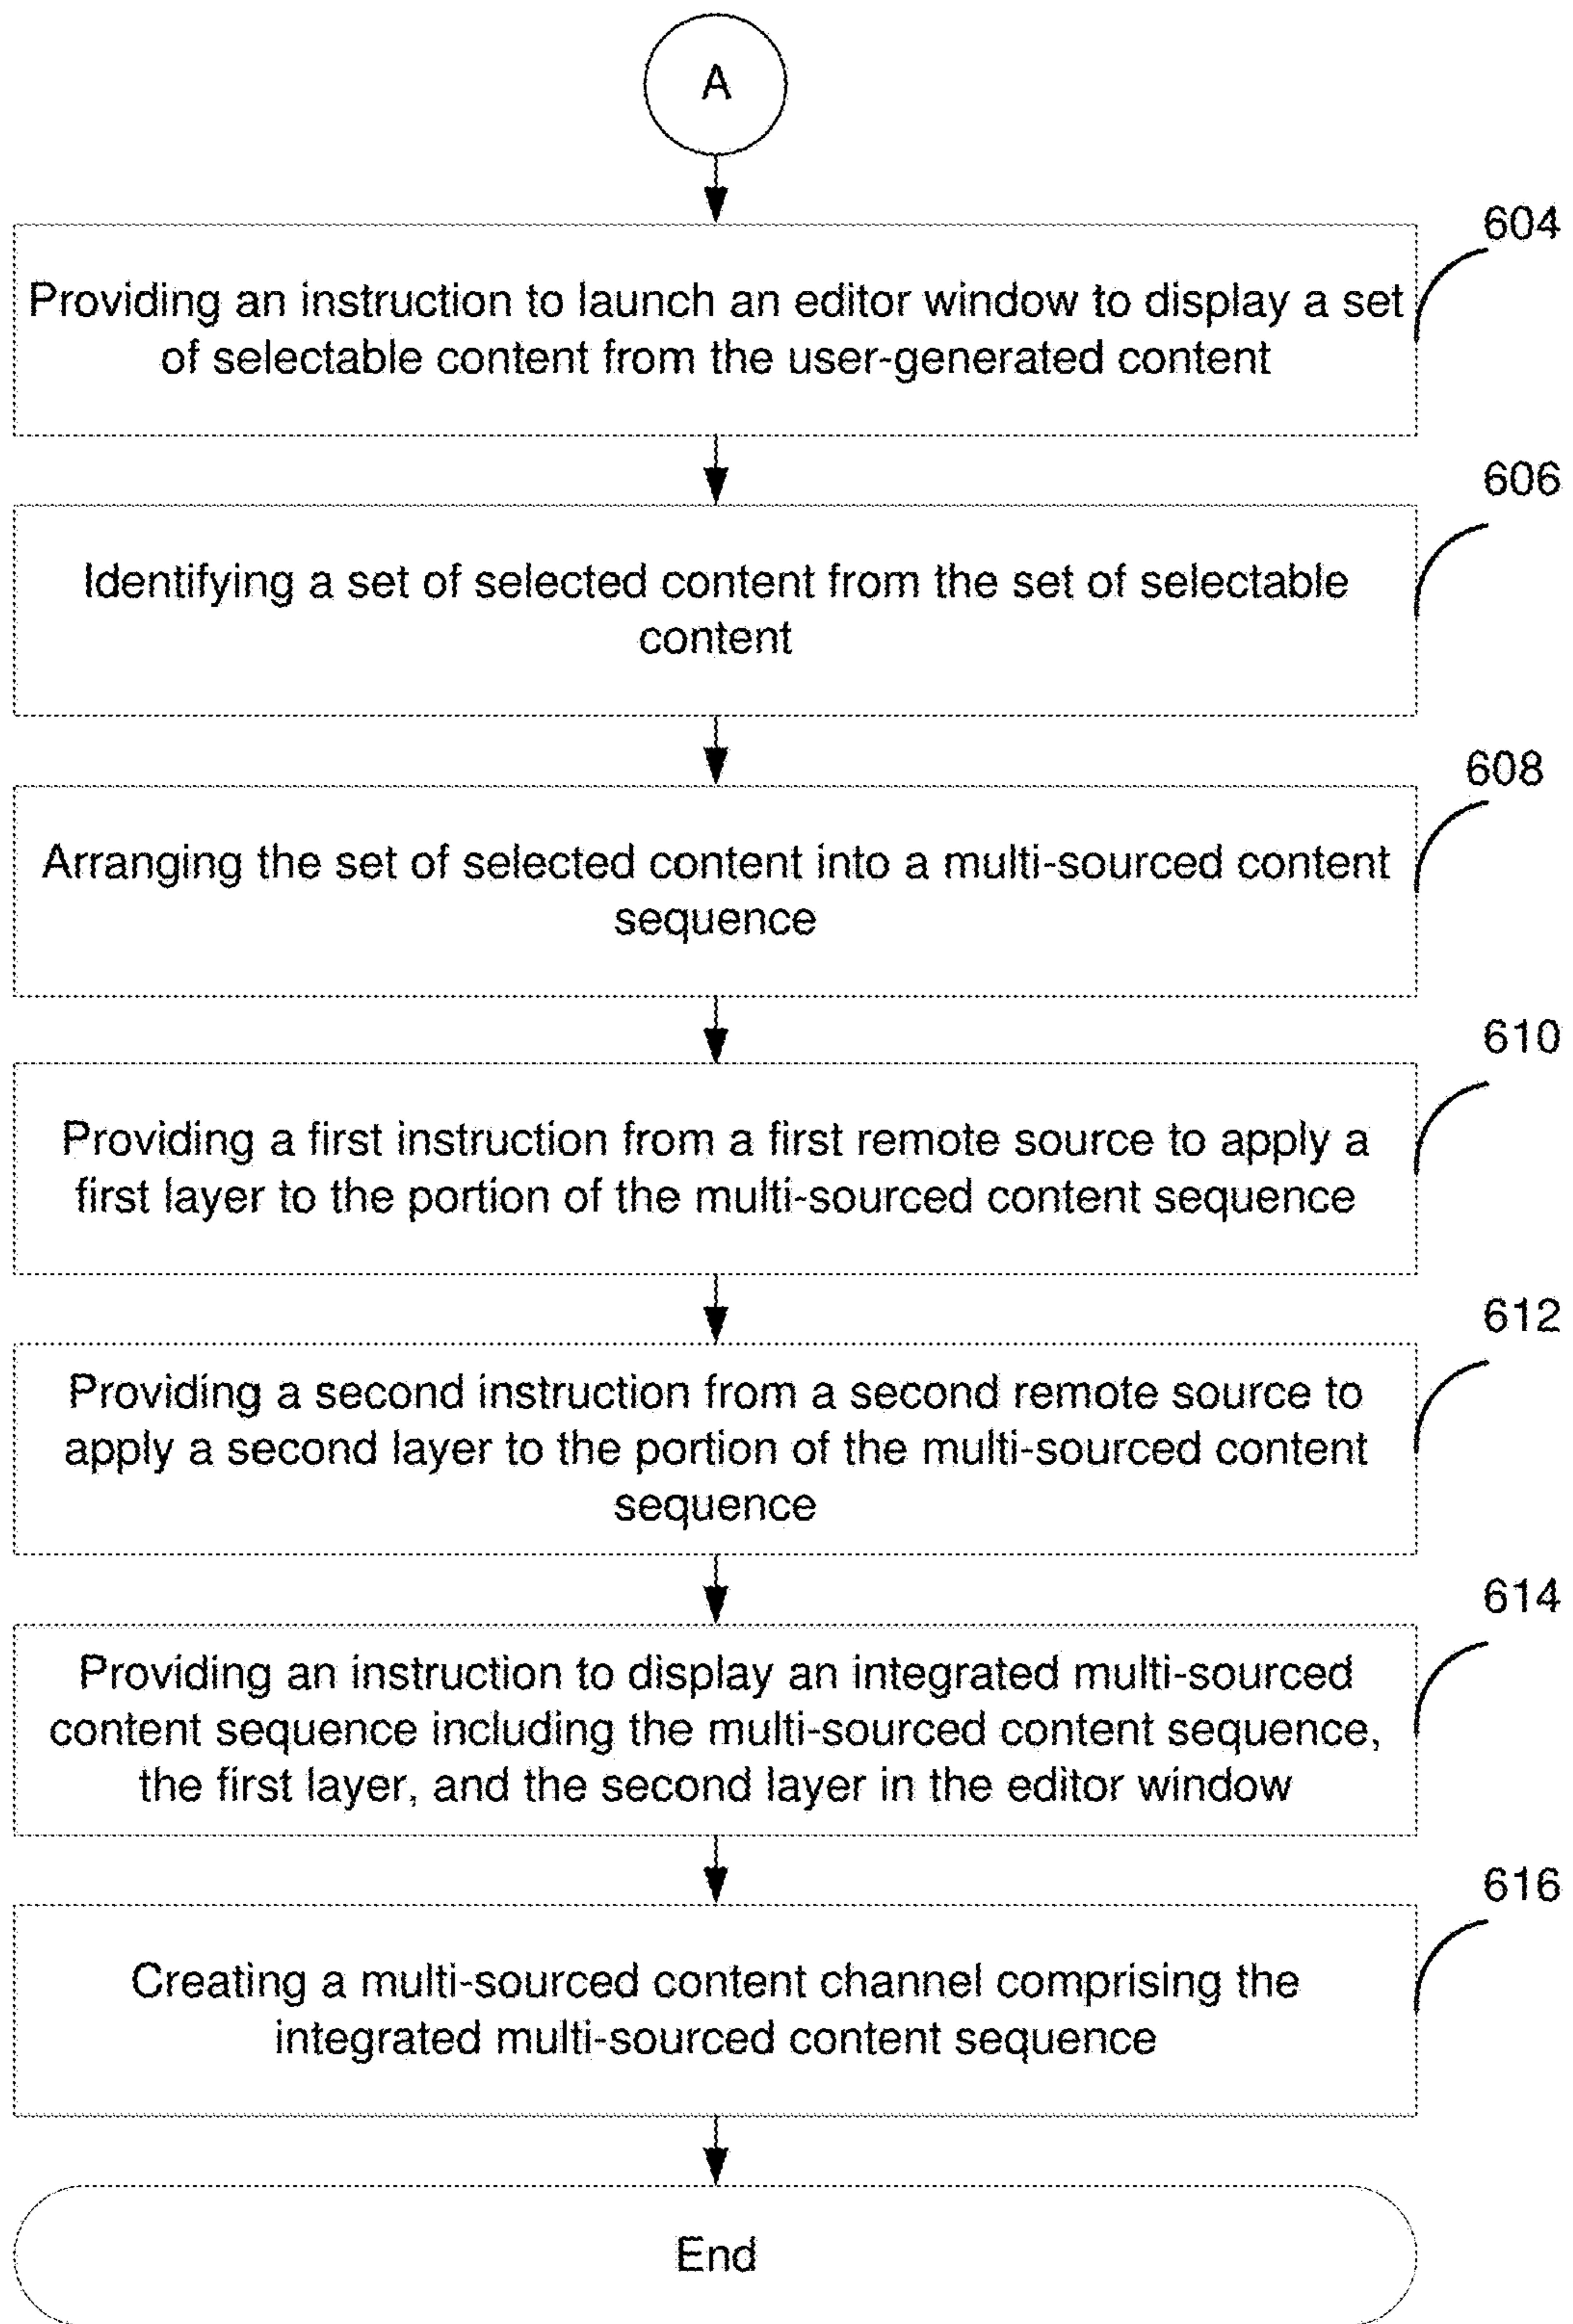 A
604
Providing an instruction to launch an editor window to display a set
of selectable content from the user-generated content
606
Identifying a set of selected content from the set of selectable
content
608
Arranging the set of selected content into a multi-sourced content
sequence
610
Providing a first instruction from a first remote source to apply a
first layer to the portion of the multi-sourced content sequence
612
Providing a second instruction from a second remote source to
apply a second layer to the portion of the multi-sourced content
sequence
614
Providing an instruction to display an integrated multi-sourced
content sequence including the multi-sourced content sequence,
the first layer, and the second layer in the editor window
616
Creating a multi-sourced content channel comprising the
integrated multi-sourced content sequence
End